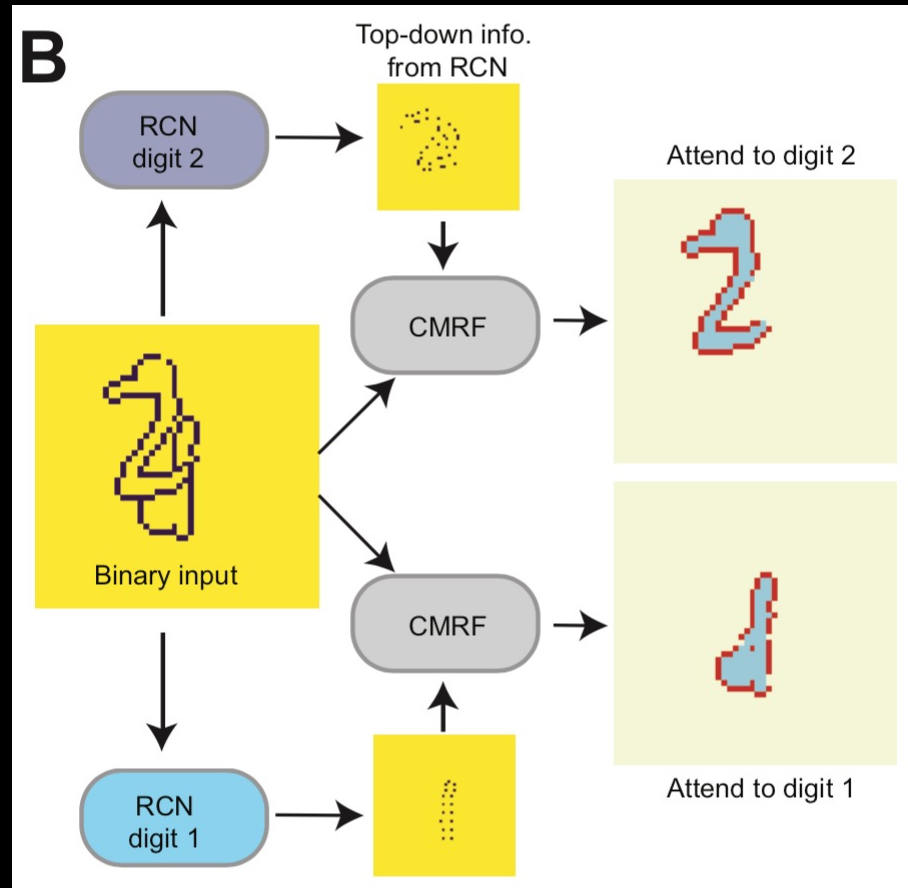 B
Top-down info.
from RCN
RCN
digit 2
Attend to digit 2
CMRF
Binary input
CMRF
RCN
digit 1
Attend to digit 1